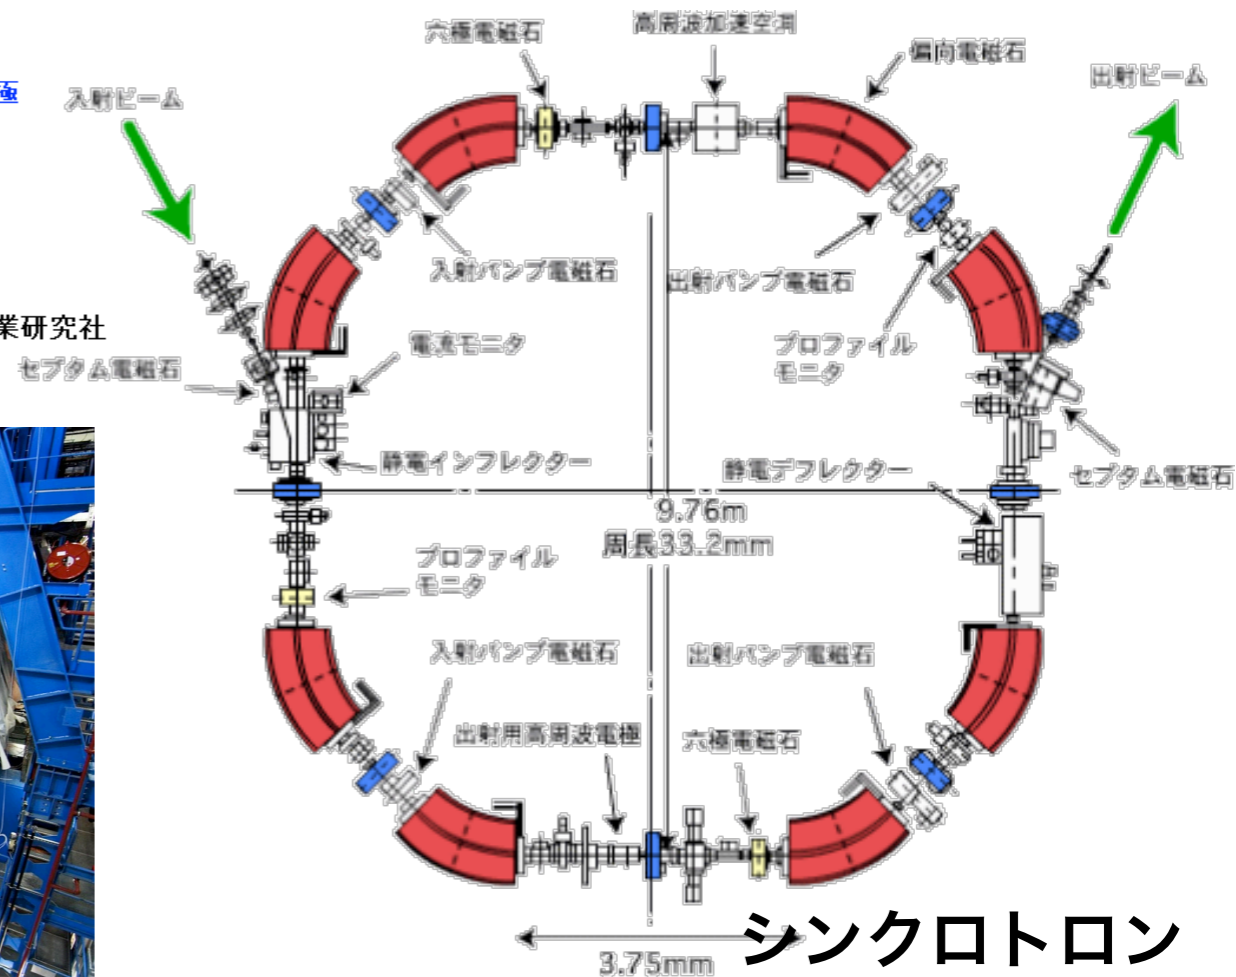 六極電磁石
高周波加速空洞
偏向電磁石
出射ビーム
極
入射ビーム
入射バンプ電磁石
出射バンプ電磁石
業研究社
電流モニタ
プロファイル
モニタ
セプタム電磁石
静電インフレクター
静電デフレクター
セプタム電磁石
9.76m
周長33.2mm
プロファイル
モニタ
入射バンプ電磁石
出射バンプ電磁石
出射用高周波電極
六極電磁石
シンクロトロン
3.75mm